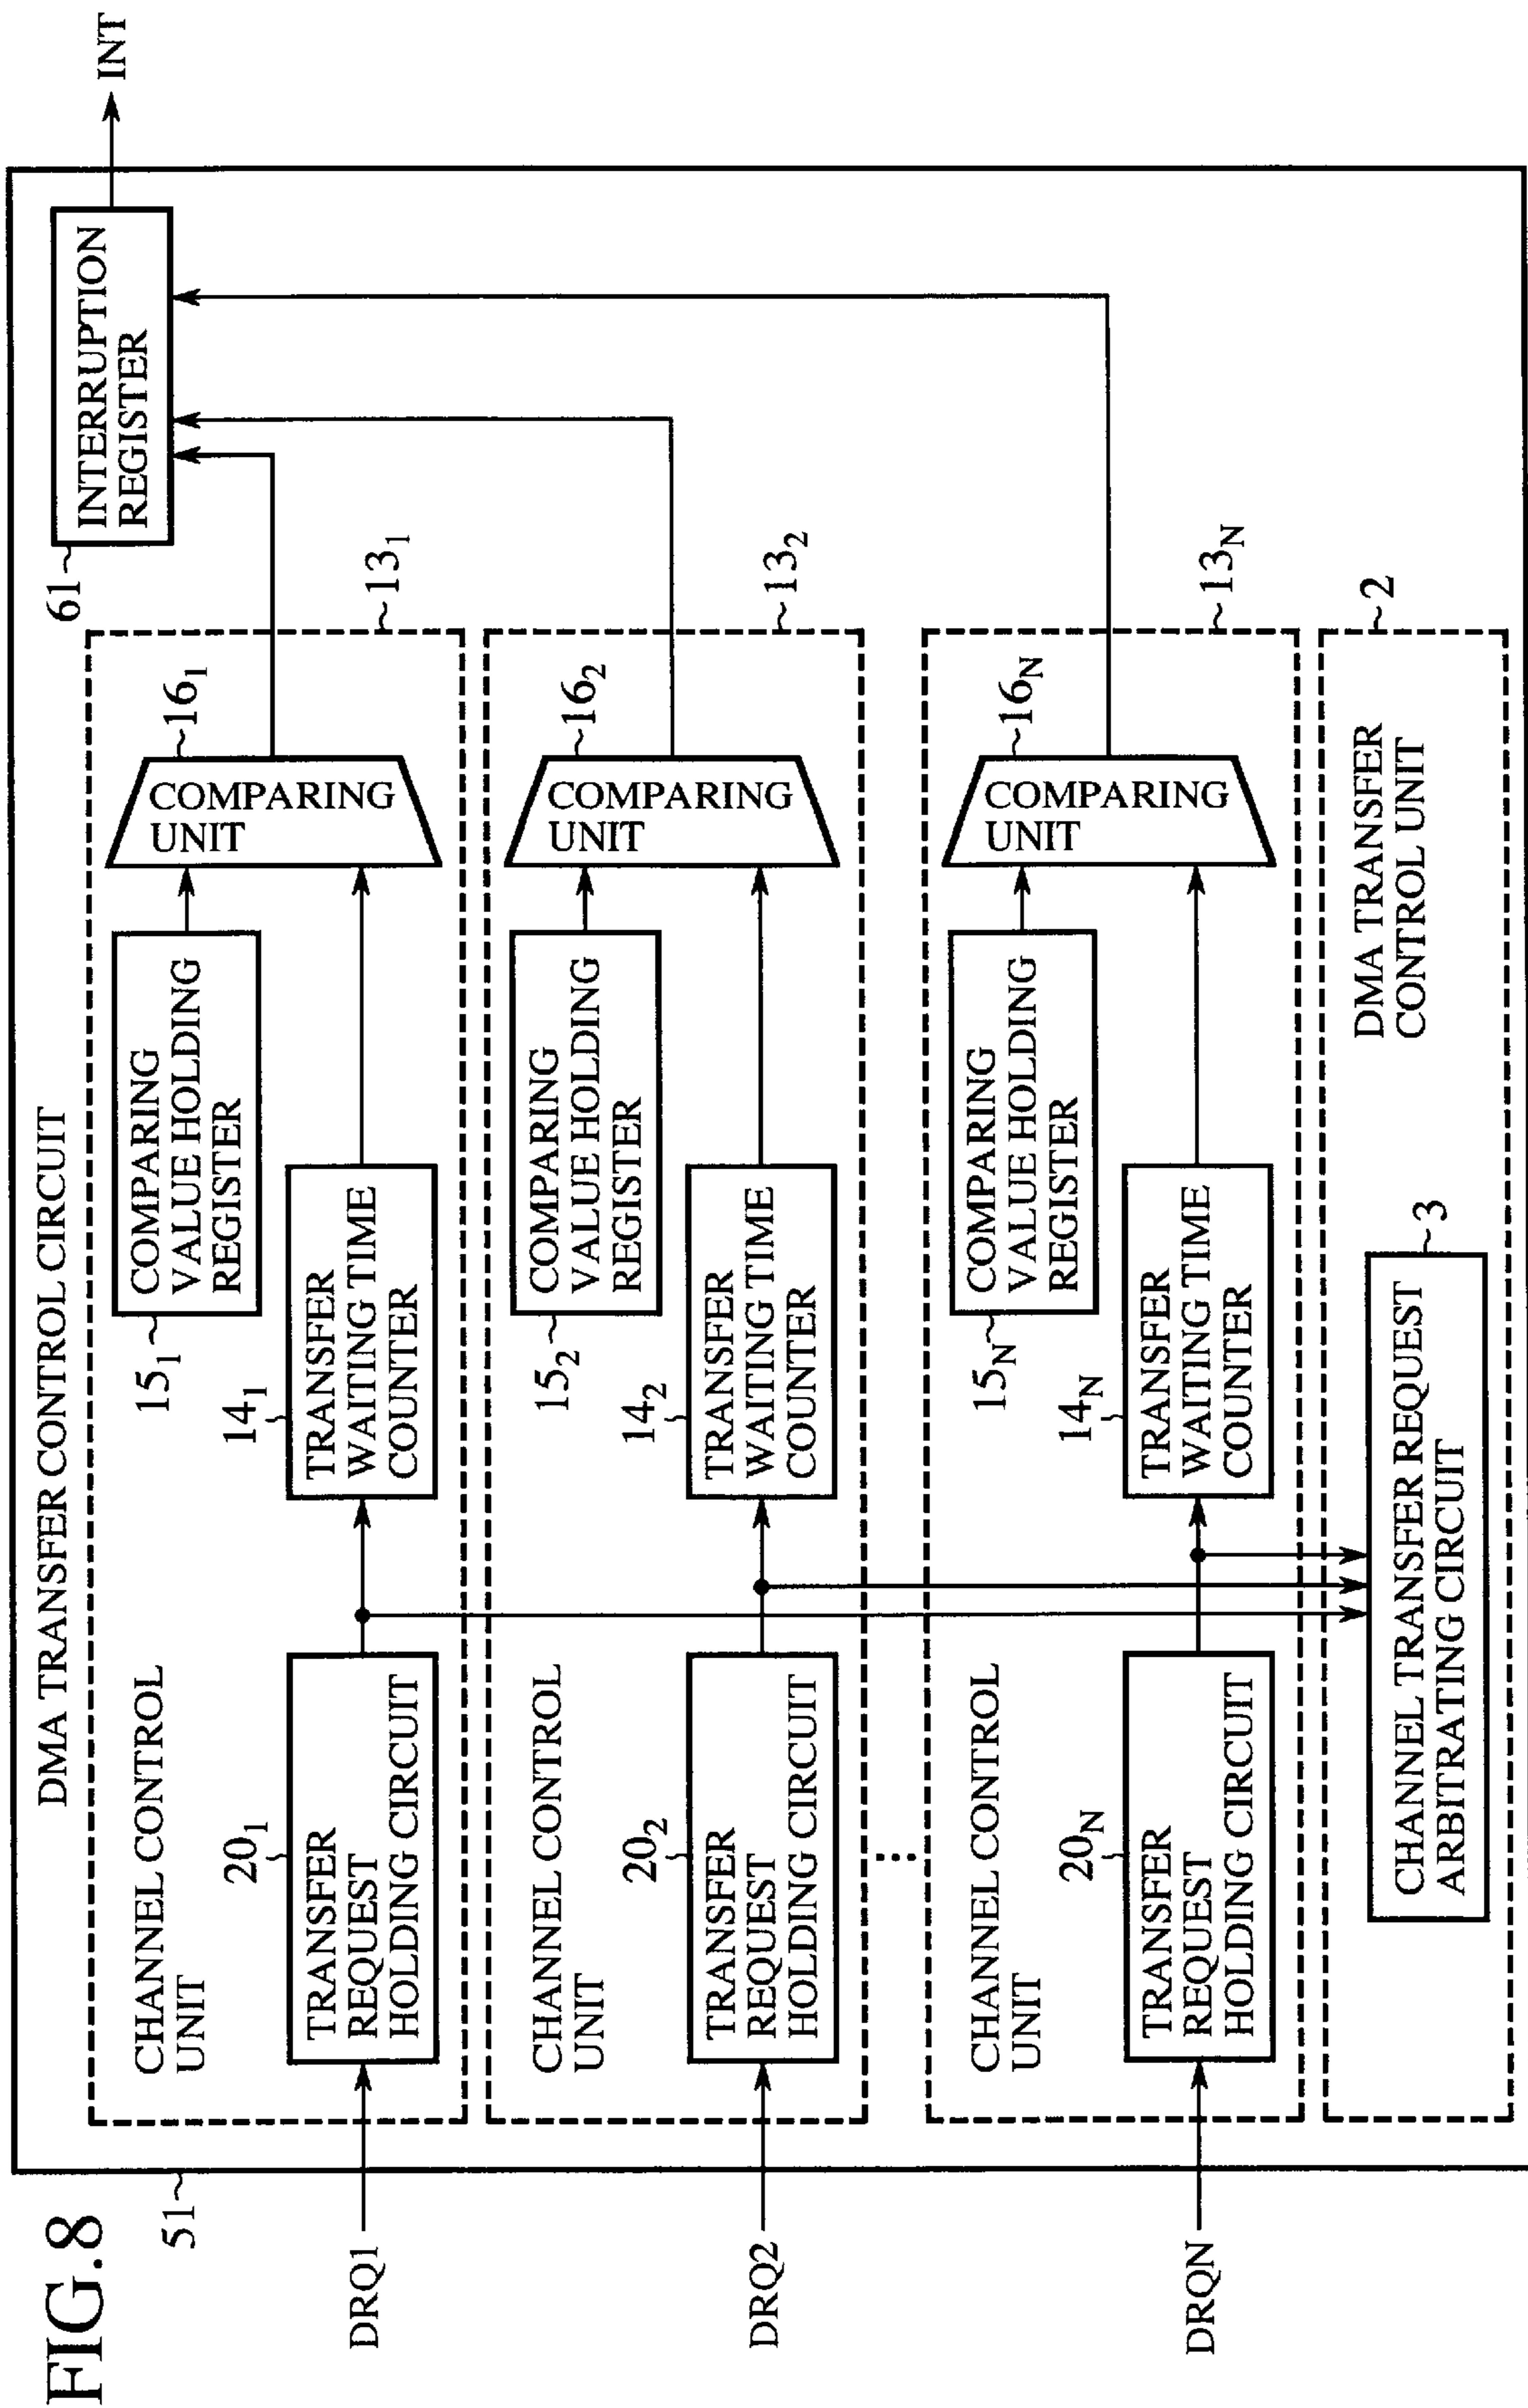 FIG.8
51
DMA TRANSFER CONTROL CIRCUIT
61
INTERRUPTION
REGISTER
INT
CHANNEL CONTROL
UNIT
13₁
DRQ1
20₁
TRANSFER
REQUEST
HOLDING CIRCUIT
14₁
TRANSFER
WAITING TIME
COUNTER
15₁
COMPARING
VALUE HOLDING
REGISTER
16₁
COMPARING
UNIT
CHANNEL CONTROL
UNIT
13₂
DRQ2
20₂
TRANSFER
REQUEST
HOLDING CIRCUIT
14₂
TRANSFER
WAITING TIME
COUNTER
15₂
COMPARING
VALUE HOLDING
REGISTER
16₂
COMPARING
UNIT
CHANNEL CONTROL
UNIT
13N
DRQN
20N
TRANSFER
REQUEST
HOLDING CIRCUIT
14N
TRANSFER
WAITING TIME
COUNTER
15N
COMPARING
VALUE HOLDING
REGISTER
16N
COMPARING
UNIT
2
DMA TRANSFER
CONTROL UNIT
3
CHANNEL TRANSFER REQUEST
ARBITRATING CIRCUIT